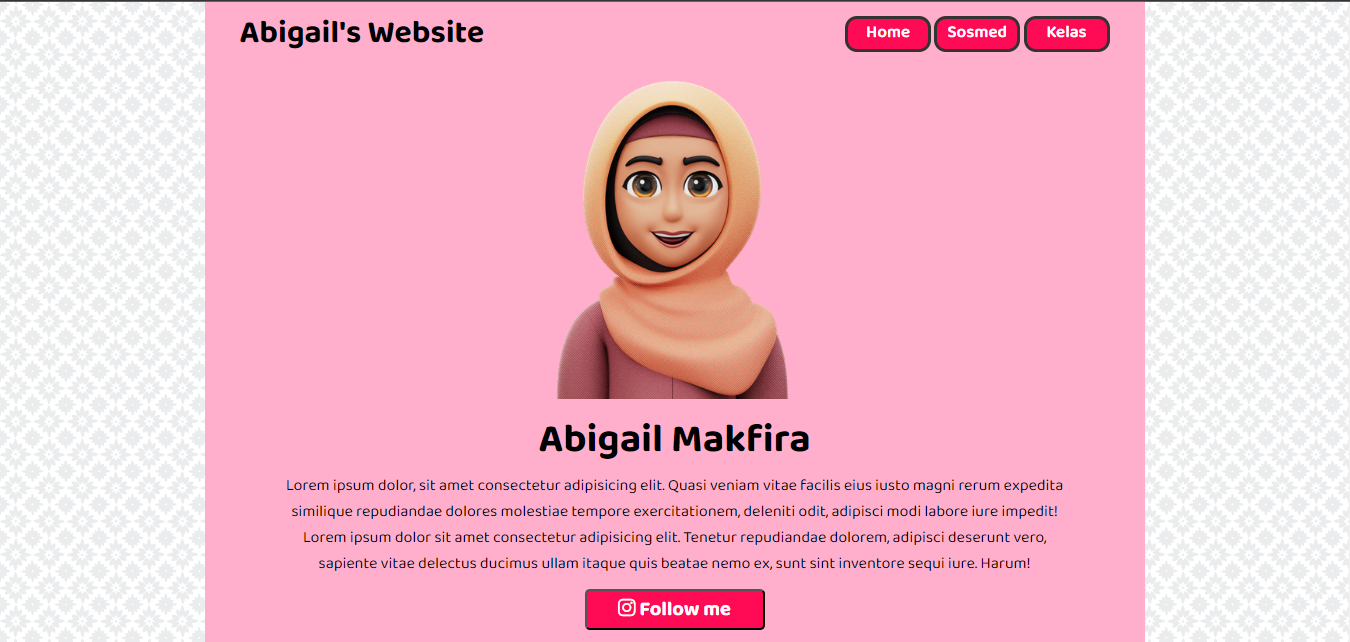 Abigail's Website
Home Sosmed Kelas
Abigail Makfira
Lorem ipsum dolor, sit amet consectetur adipisicing elit. Quasi veniam vitae facilis eius iusto magni rerum expedita
similique repudiandae dolores molestiae tempore exercitationem, deleniti odit, adipisci modi labore iure impedit!
Lorem ipsum dolor sit amet consectetur adipisicing elit. Tenetur repudiandae dolorem, adipisci deserunt vero,
sapiente vitae delectus ducimus ullam itaque quis beatae nemo ex, sunt sint inventore sequi iure. Harum!
Follow me